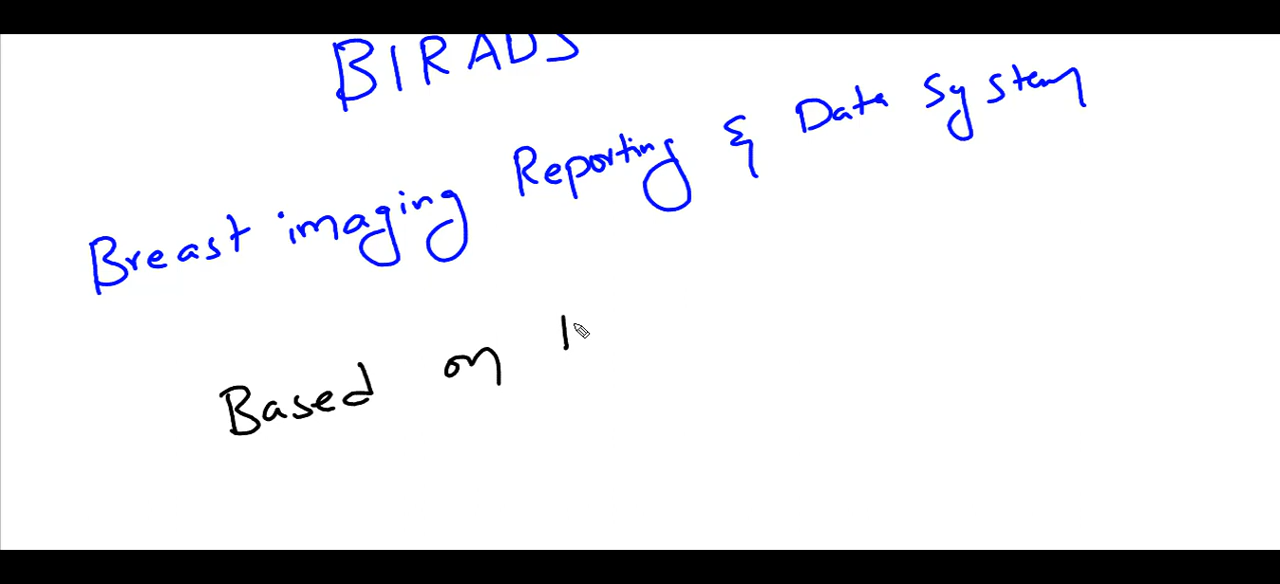 BIRADS
Breast imaging Reporting & Data System
Based on